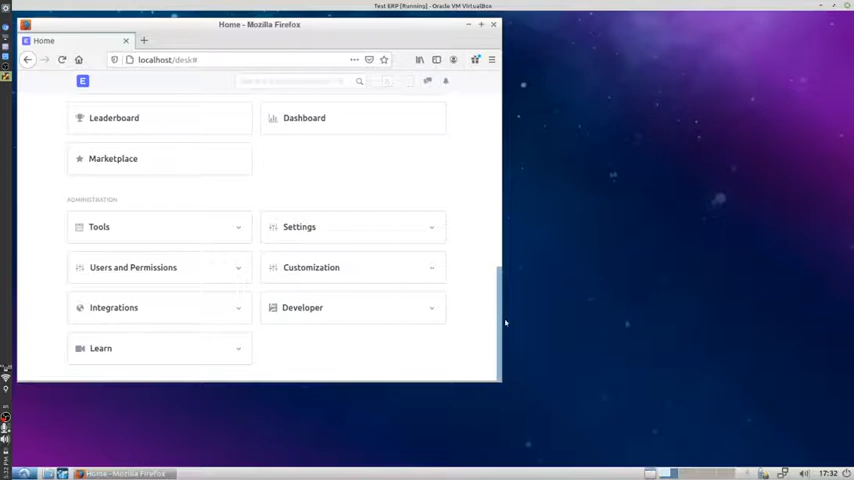 Test ERP [Running] - Oracle VM VirtualBox
Home - Mozilla Firefox
Home
localhost/desk#
E
Leaderboard
Dashboard
Marketplace
ADMINISTRATION
Tools
Settings
Users and Permissions
Customization
Integrations
Developer
Learn
Home - Mozilla Firefox
17:32